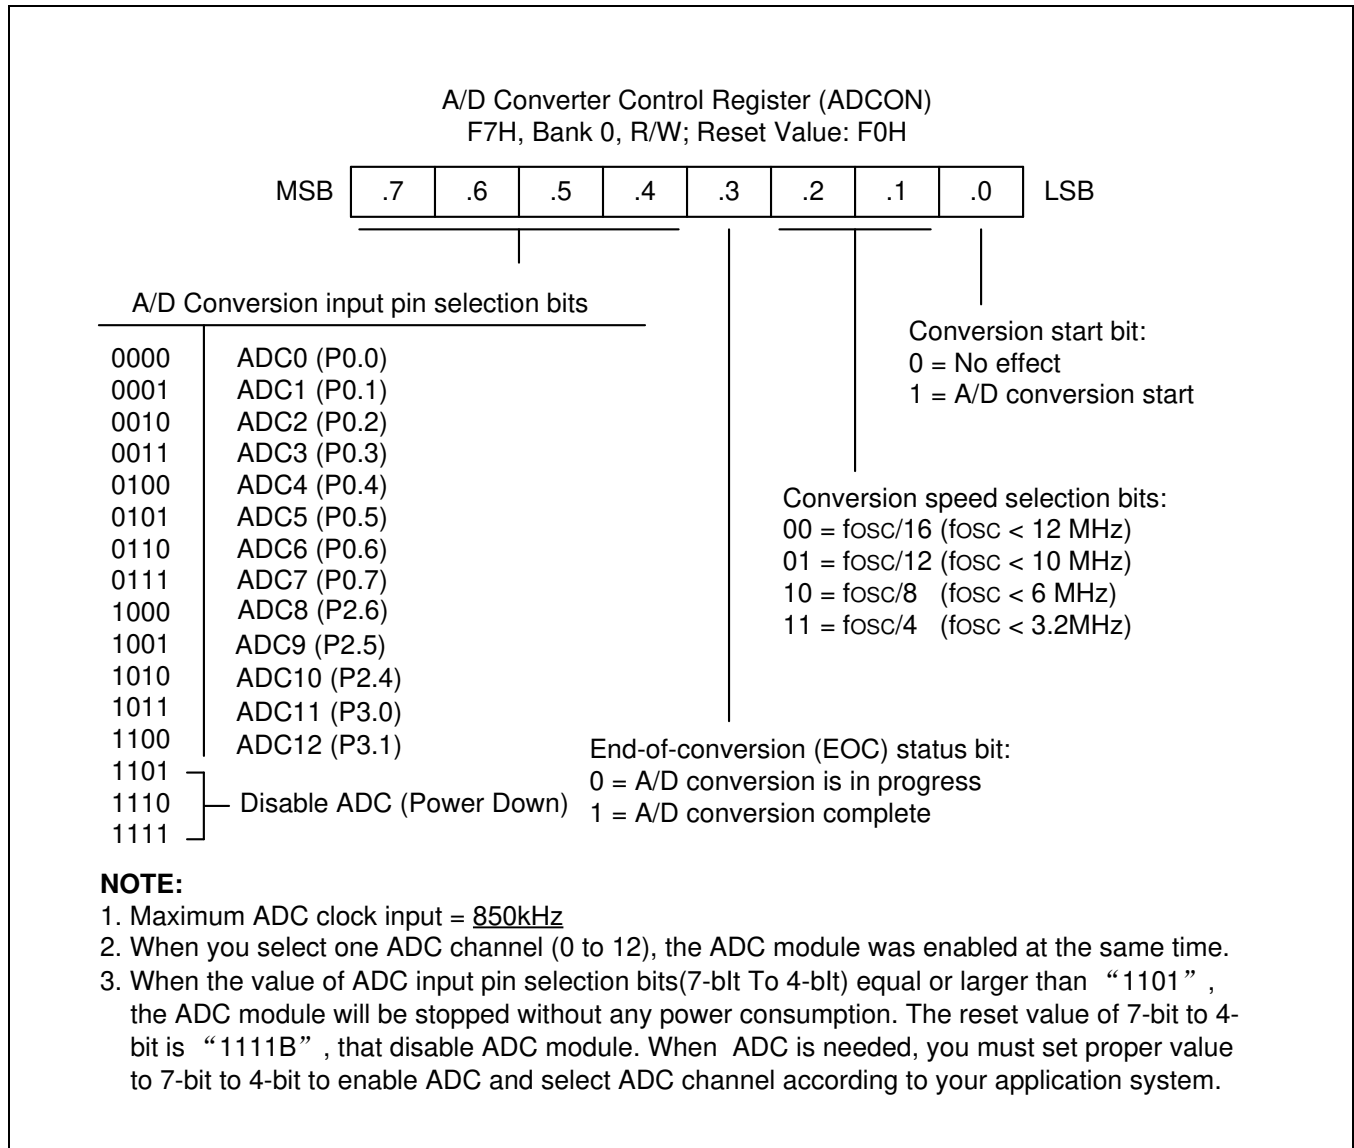 A/D Converter Control Register (ADCON)
F7H, Bank 0, R/W; Reset Value: F0H
MSB .7 .6 .5 .4 .3 .2 .1 .0 LSB
A/D Conversion input pin selection bits
0000 ADC0 (P0.0)
0001 ADC1 (P0.1)
0010 ADC2 (P0.2)
0011 ADC3 (P0.3)
0100 ADC4 (P0.4)
0101 ADC5 (P0.5)
0110 ADC6 (P0.6)
0111 ADC7 (P0.7)
1000 ADC8 (P2.6)
1001 ADC9 (P2.5)
1010 ADC10 (P2.4)
1011 ADC11 (P3.0)
1100 ADC12 (P3.1)
1101
1110 Disable ADC (Power Down)
1111
Conversion start bit:
0 = No effect
1 = A/D conversion start
Conversion speed selection bits:
00 = fOSC/16 (fOSC < 12 MHz)
01 = fOSC/12 (fOSC < 10 MHz)
10 = fOSC/8 (fOSC < 6 MHz)
11 = fOSC/4 (fOSC < 3.2MHz)
End-of-conversion (EOC) status bit:
0 = A/D conversion is in progress
1 = A/D conversion complete
NOTE:
1. Maximum ADC clock input = 850kHz
2. When you select one ADC channel (0 to 12), the ADC module was enabled at the same time.
3. When the value of ADC input pin selection bits(7-bIt To 4-bIt) equal or larger than “1101”,
the ADC module will be stopped without any power consumption. The reset value of 7-bit to 4-
bit is “1111B”, that disable ADC module. When ADC is needed, you must set proper value
to 7-bit to 4-bit to enable ADC and select ADC channel according to your application system.